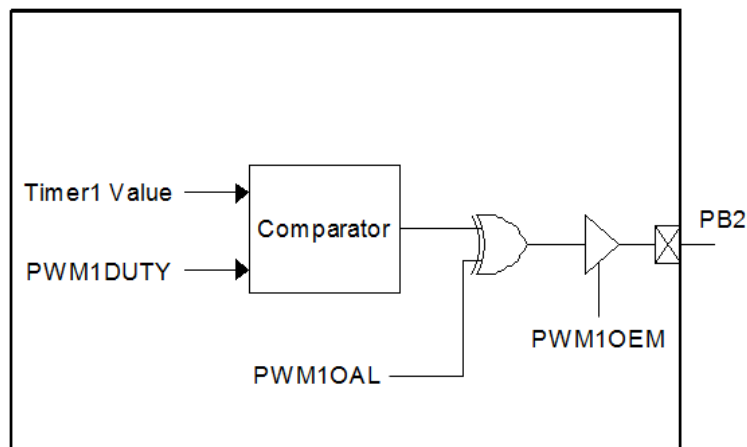 Timer1 Value
PWM1DUTY
Comparator
PWM1OAL
PWM1OEM
PB2